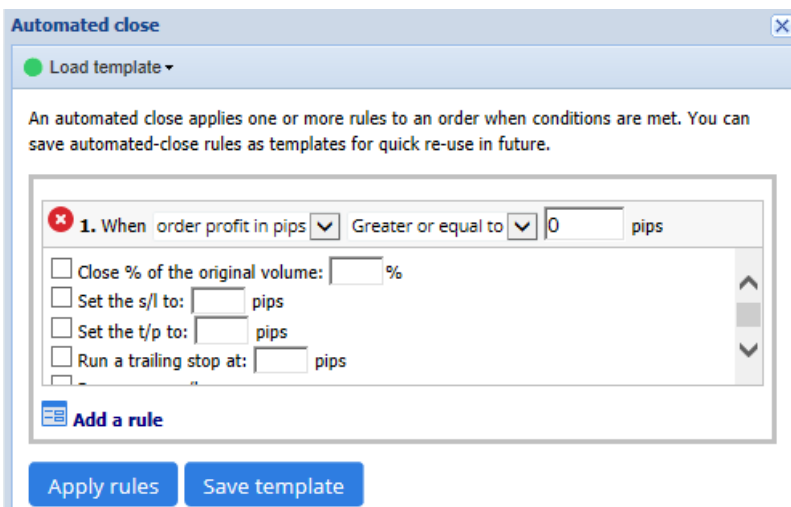 Automated close
Load template
An automated close applies one or more rules to an order when conditions are met. You can
save automated-close rules as templates for quick re-use in future.
1. When order profit in pips Greater or equal to 0 pips
Close % of the original volume: %
Set the s/l to: pips
Set the t/p to: pips
Run a trailing stop at: pips
Add a rule
Apply rules Save template